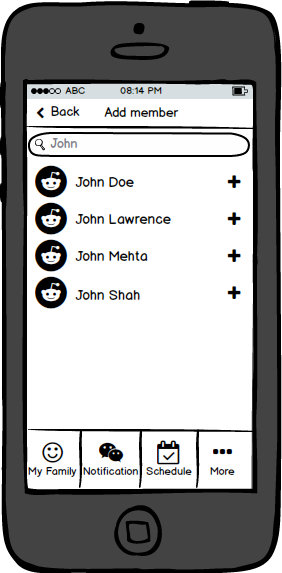 ABC 08:14 PM
Back Add member
John
John Doe
John Lawrence
John Mehta
John Shah
My Family Notification Schedule More